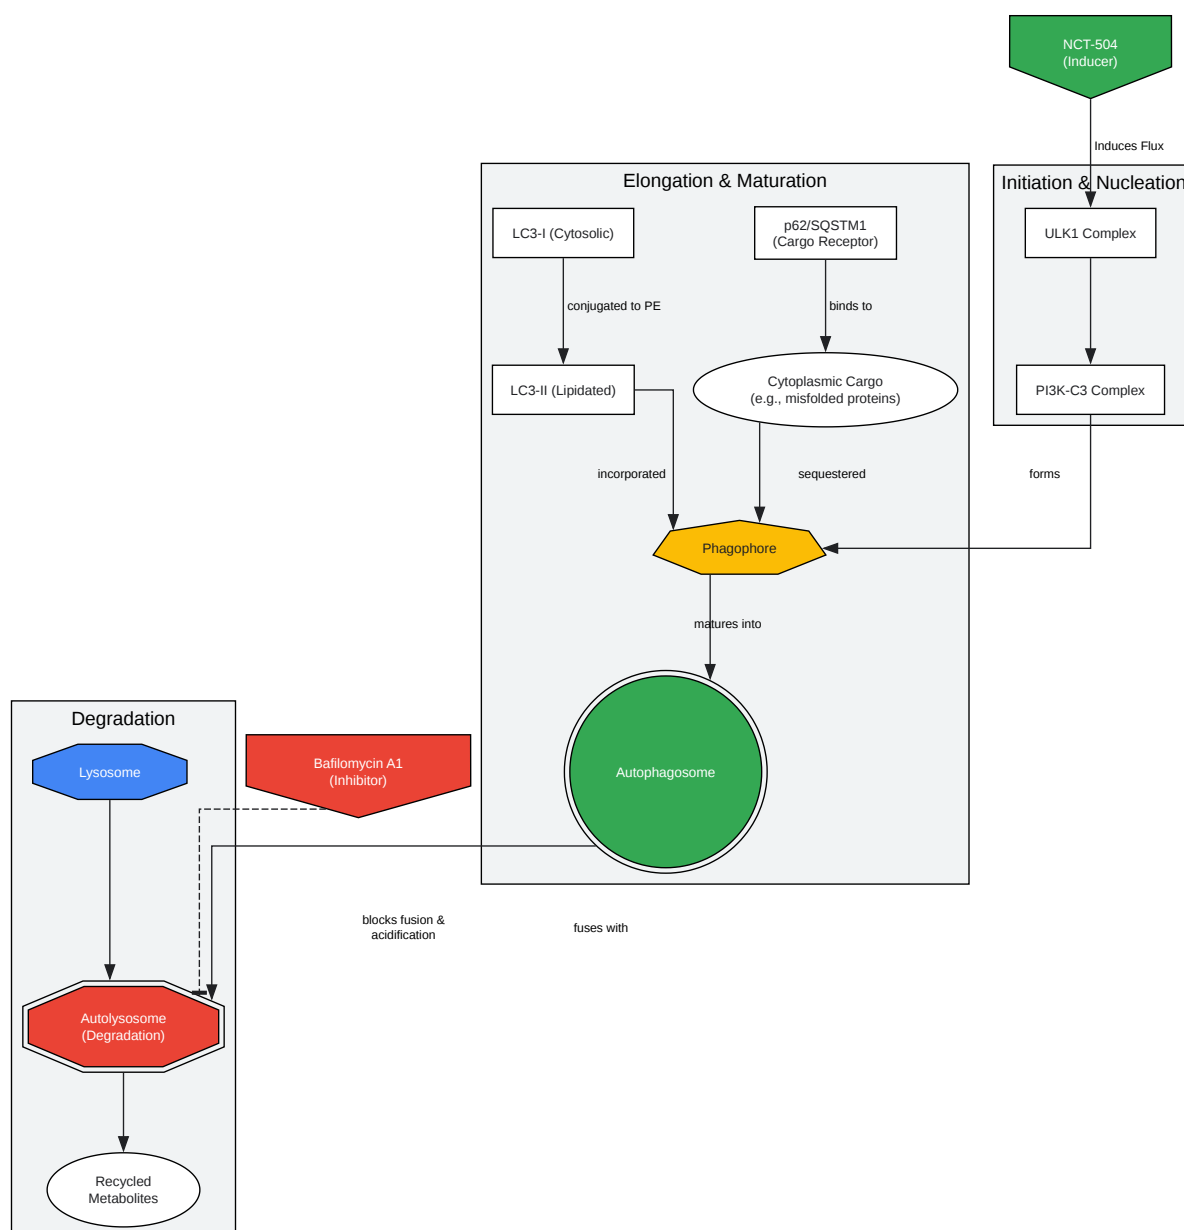 NCT-504
(Inducer)
Induces Flux
Elongation & Maturation
Initiation & Nucleation
LC3-I (Cytosolic)
p62/SQSTM1
(Cargo Receptor)
ULK1 Complex
conjugated to PE
binds to
LC3-II (Lipidated)
Cytoplasmic Cargo
(e.g., misfolded proteins)
PI3K-C3 Complex
incorporated
sequestered
forms
Phagophore
matures into
Degradation
Lysosome
Bafilomycin A1
(Inhibitor)
Autophagosome
blocks fusion &
acidification
fuses with
Autolysosome
(Degradation)
Recycled
Metabolites